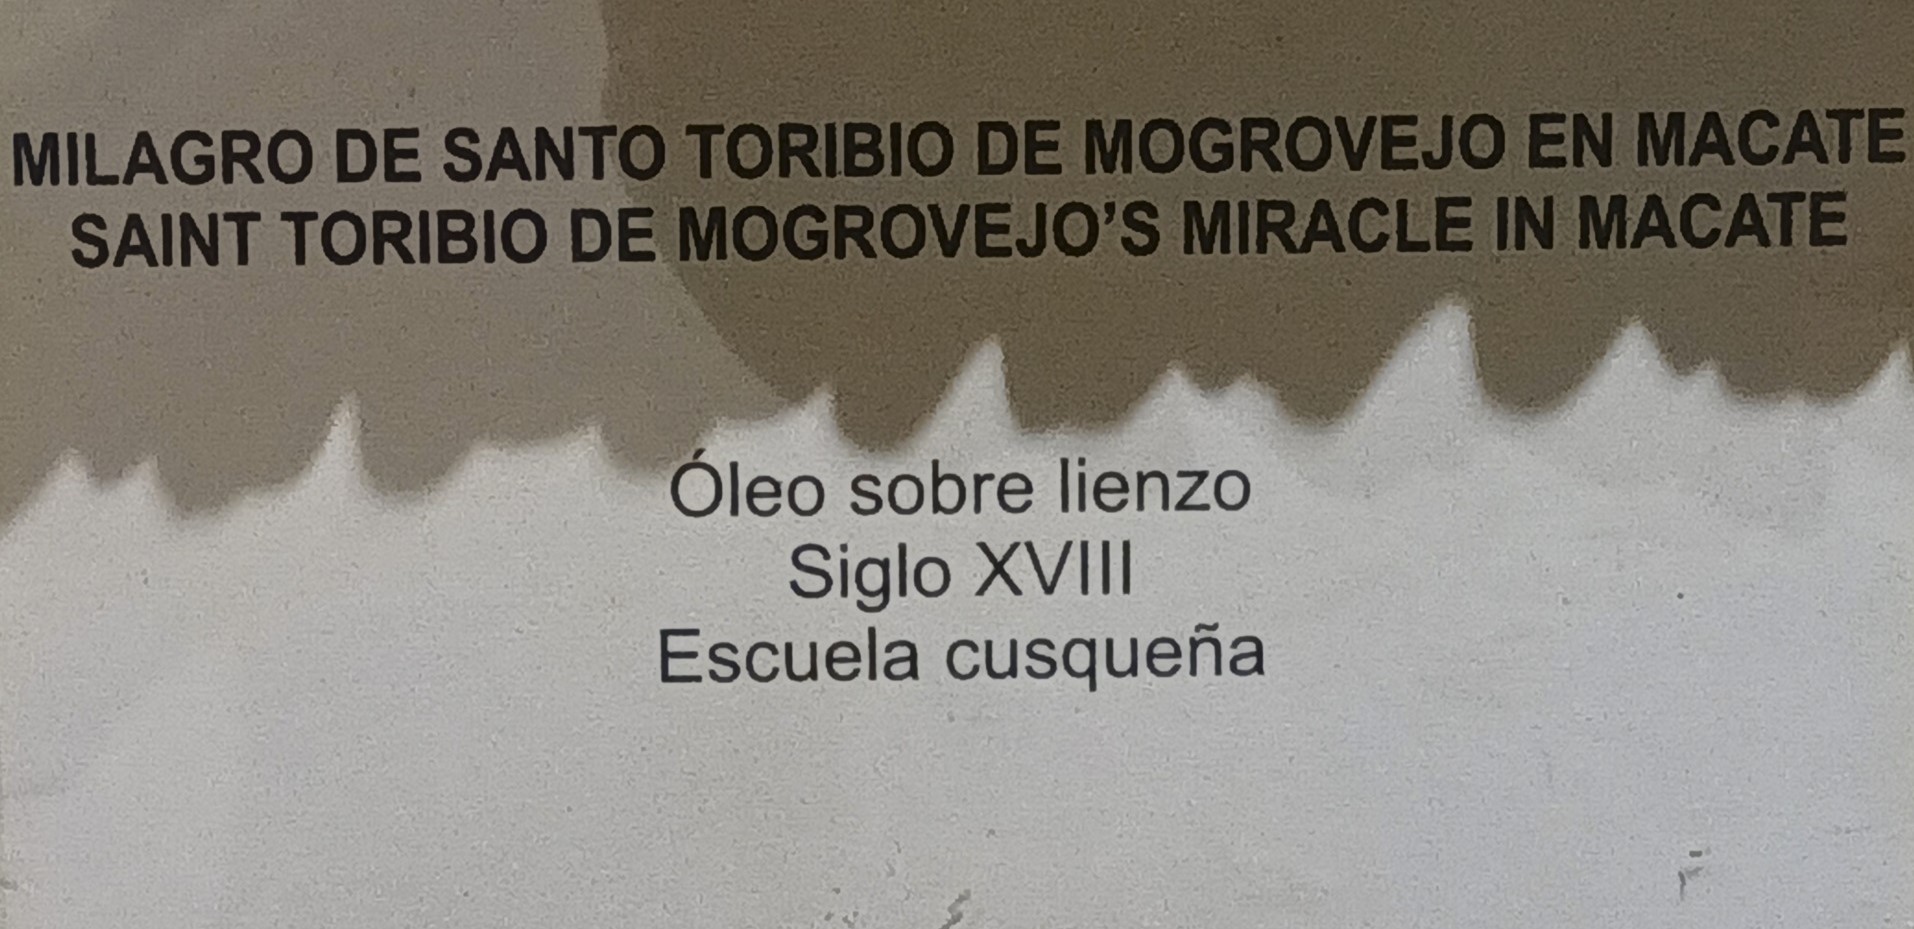 MILAGRO DE SANTO TORIBIO DE MOGROVEJO EN MACATE
SAINT TORIBIO DE MOGROVEJO'S MIRACLE IN MACATE
Óleo sobre lienzo
Siglo XVIII
Escuela cusqueña